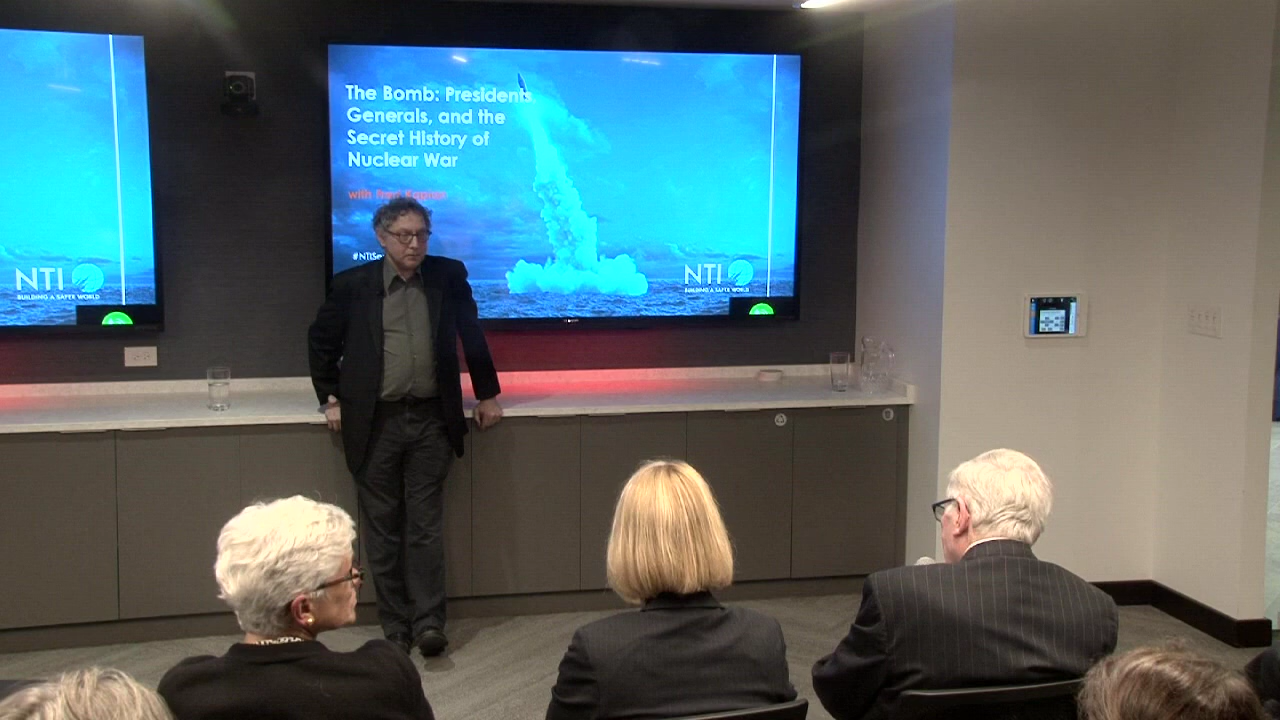 The Bomb: Presidents
Generals, and the
Secret History of
Nuclear War
with Fred Kaplan
#NTISe
NTI
BUILDING A SAFER WORLD
NTI
BUILDING A SAFER WORLD